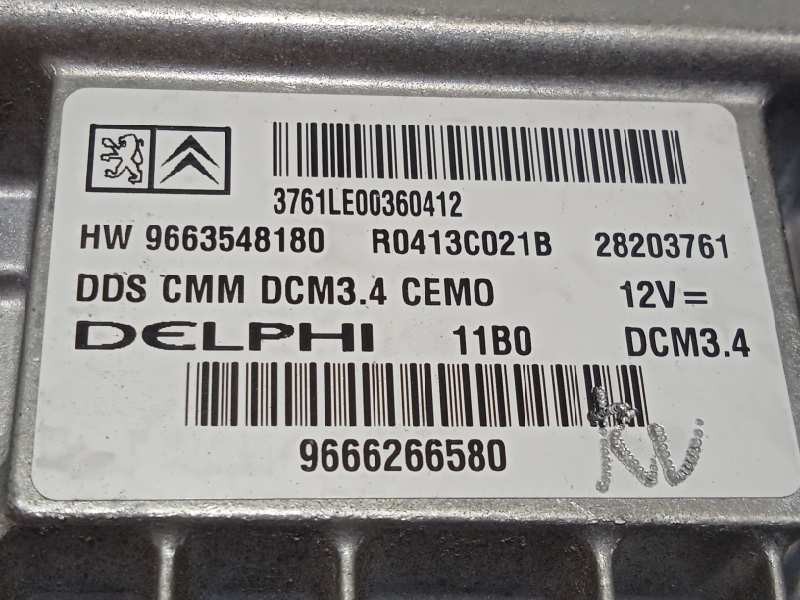 3761LE00360412
HW 9663548180 R0413C021B 28203761
DDS CMM DCM3.4 CEMO 12V=
DELPHI 11B0 DCM3.4
9666266580